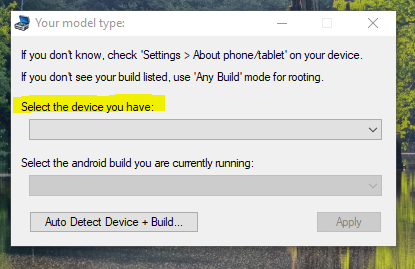 Your model type:
If you don't know, check 'Settings > About phone/tablet' on your device.
If you don't see your build listed, use 'Any Build' mode for rooting.
Select the device you have:
Select the android build you are currently running:
Auto Detect Device + Build...
Apply